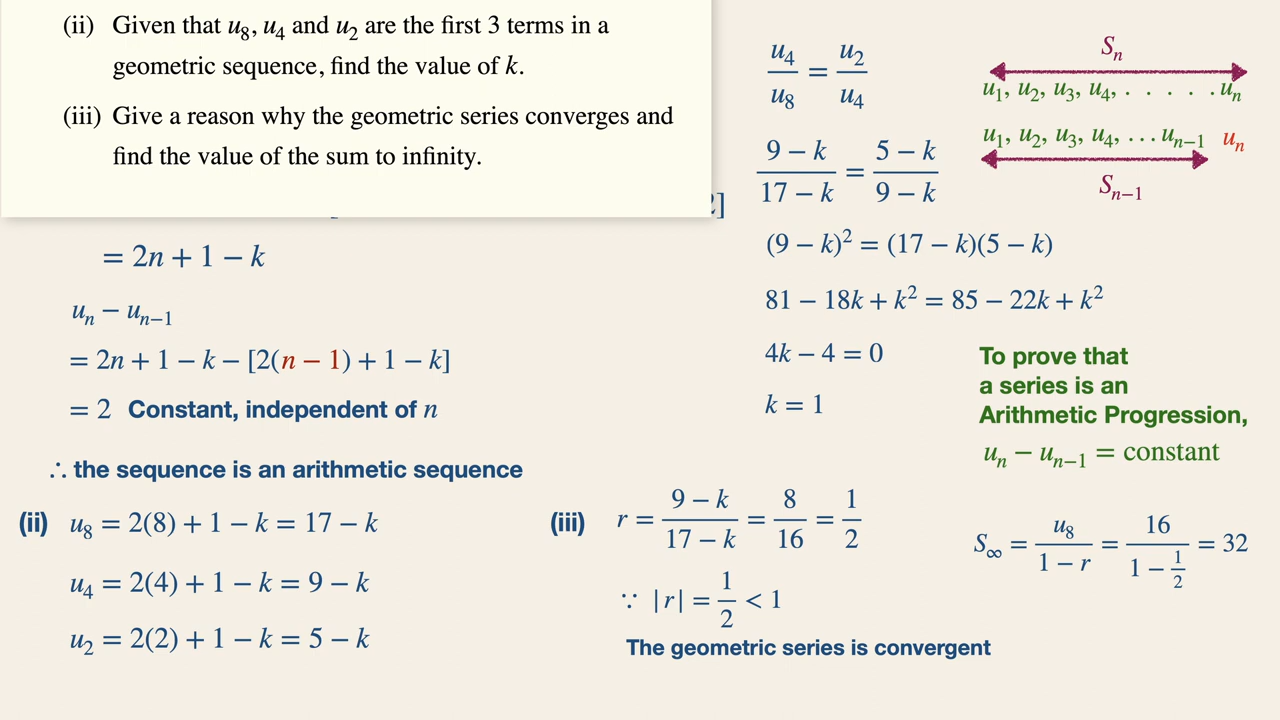 (ii) Given that u₈, u₄ and u₂ are the first 3 terms in a
geometric sequence, find the value of k.
(iii) Give a reason why the geometric series converges and
find the value of the sum to infinity.
2]
= 2n + 1 − k
uₙ − uₙ₋₁
= 2n + 1 − k − [2(n − 1) + 1 − k]
= 2 Constant, independent of n
∴ the sequence is an arithmetic sequence
(ii) u₈ = 2(8) + 1 − k = 17 − k
u₄ = 2(4) + 1 − k = 9 − k
u₂ = 2(2) + 1 − k = 5 − k
u₄/u₈ = u₂/u₄
(9 − k)/(17 − k) = (5 − k)/(9 − k)
(9 − k)² = (17 − k)(5 − k)
81 − 18k + k² = 85 − 22k + k²
4k − 4 = 0
k = 1
(iii) r = (9 − k)/(17 − k) = 8/16 = 1/2
∵ |r| = 1/2 < 1
The geometric series is convergent
Sₙ
u₁, u₂, u₃, u₄, . . . . . uₙ
u₁, u₂, u₃, u₄, . . . uₙ₋₁ uₙ
Sₙ₋₁
To prove that
a series is an
Arithmetic Progression,
uₙ − uₙ₋₁ = constant
S∞ = u₈/(1 − r) = 16/(1 − 1/2) = 32